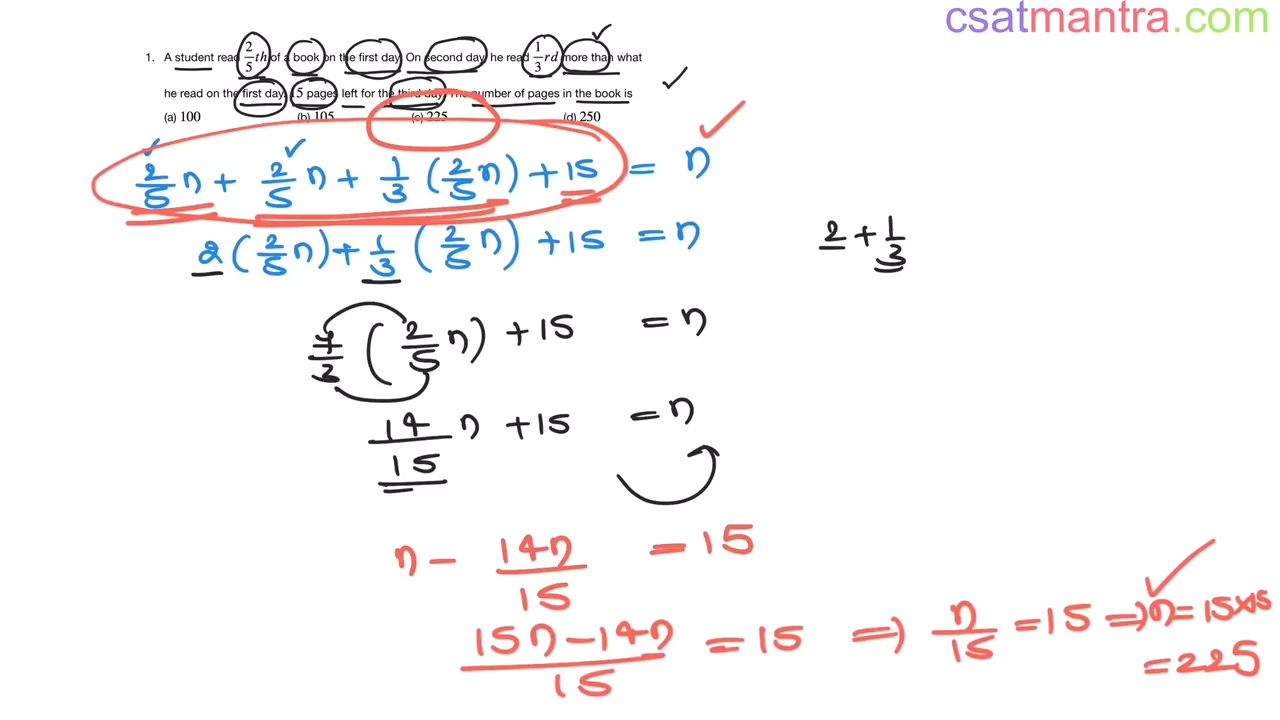 csatmantra.com
1. A student read 2/5 th of a book on the first day. On second day he read 1/3 rd more than what
he read on the first day. 15 pages left for the third day. The number of pages in the book is
(a) 100 (b) 105 (c) 225 (d) 250
2/5 n + 2/5 n + 1/3 (2/5 n) + 15 = n
2 (2/5 n) + 1/3 (2/5 n) + 15 = n
2 + 1/3
7/3 (2/5 n) + 15 = n
14/15 n + 15 = n
n - 14n/15 = 15
15n - 14n/15 = 15 ⇒ n/15 = 15 ⇒ n = 15×15
= 225